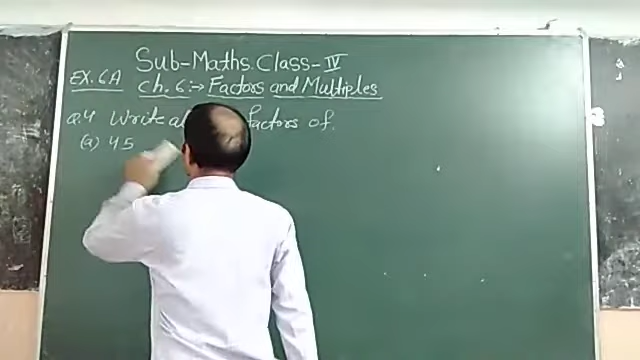 Sub-Maths. Class-IV
EX. 6A Ch. 6:→ Factors and Multiples
Q.4 Write factors of.
(a) 45